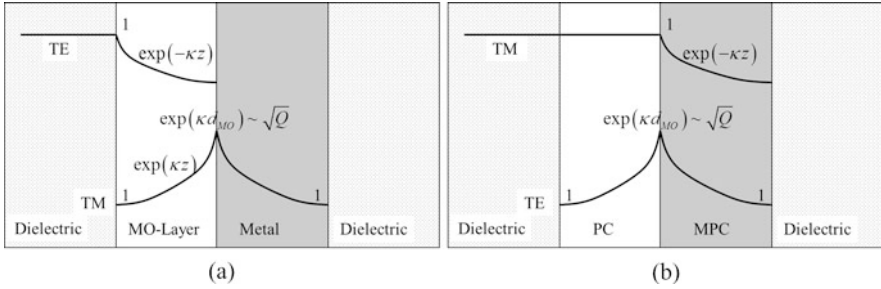 1
TE
exp(−κz)
exp(κd_MO) ~ √Q
exp(κz)
1
1
TM
Dielectric
MO-Layer
Metal
Dielectric
(a)
1
TM
exp(−κz)
exp(κd_MO) ~ √Q
1
1
TE
Dielectric
PC
MPC
Dielectric
(b)